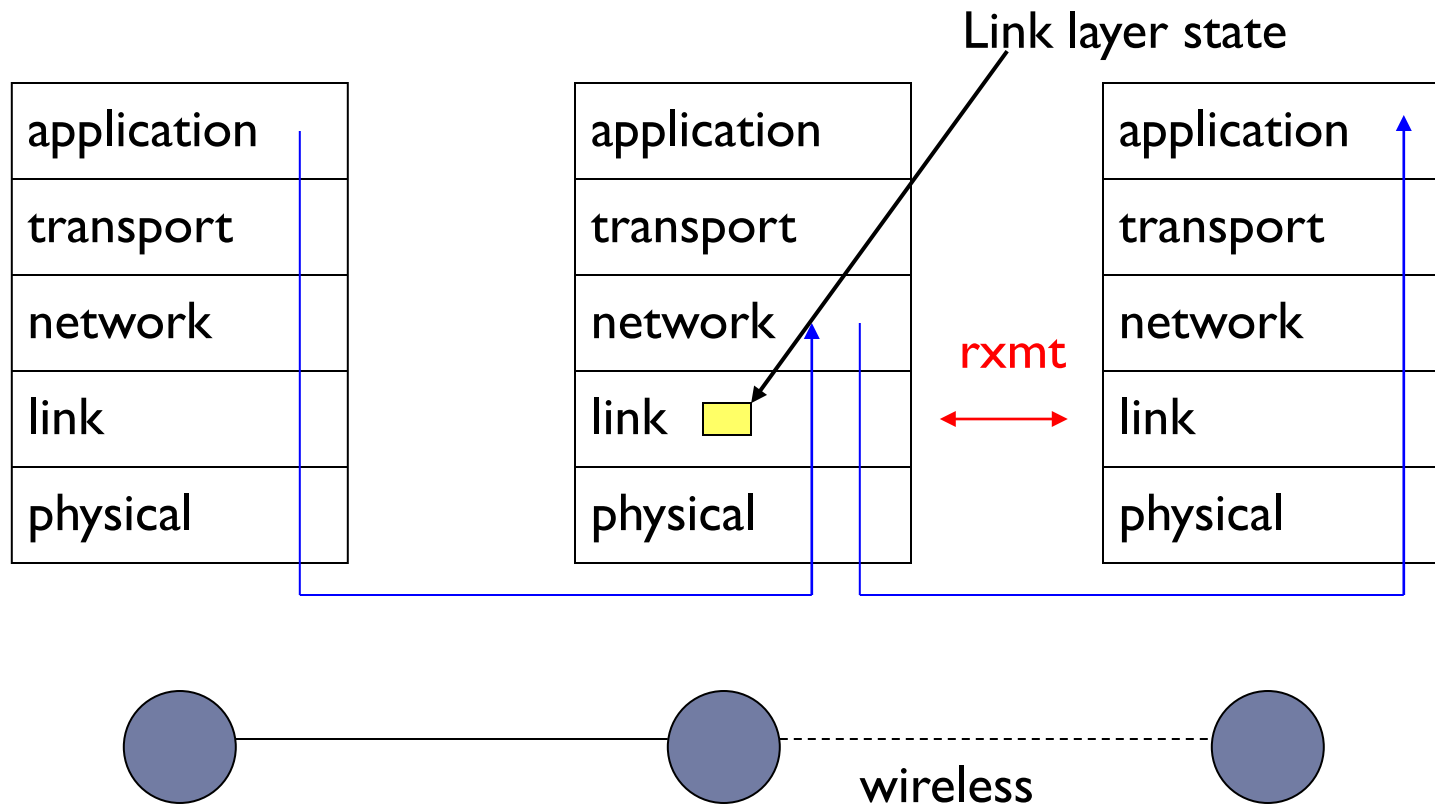 Link layer state
application
transport
network
link
physical
application
transport
network
link
physical
rxmt
application
transport
network
link
physical
wireless